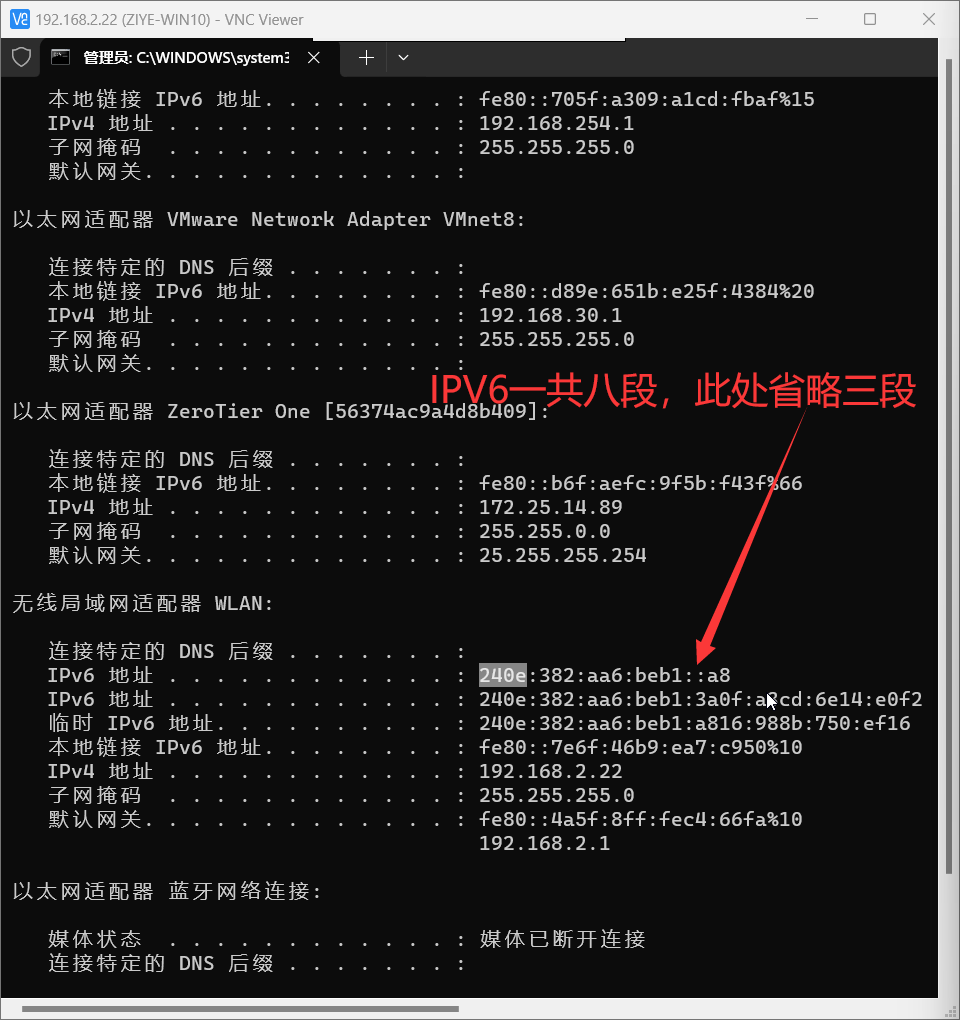 192.168.2.22 (ZIYE-WIN10) - VNC Viewer
管理员: C:\WINDOWS\system3
本地链接 IPv6 地址. . . . . . . . : fe80::705f:a309:a1cd:fbaf%15
IPv4 地址 . . . . . . . . . . . . : 192.168.254.1
子网掩码  . . . . . . . . . . . . : 255.255.255.0
默认网关. . . . . . . . . . . . . :
以太网适配器 VMware Network Adapter VMnet8:
连接特定的 DNS 后缀 . . . . . . . :
本地链接 IPv6 地址. . . . . . . . : fe80::d89e:651b:e25f:4384%20
IPv4 地址 . . . . . . . . . . . . : 192.168.30.1
子网掩码  . . . . . . . . . . . . : 255.255.255.0
默认网关. . . . . . . . . . . . . :
IPV6一共八段，此处省略三段
以太网适配器 ZeroTier One [56374ac9a4d8b409]:
连接特定的 DNS 后缀 . . . . . . . :
本地链接 IPv6 地址. . . . . . . . : fe80::b6f:aefc:9f5b:f43f%66
IPv4 地址 . . . . . . . . . . . . : 172.25.14.89
子网掩码  . . . . . . . . . . . . : 255.255.0.0
默认网关. . . . . . . . . . . . . : 25.255.255.254
无线局域网适配器 WLAN:
连接特定的 DNS 后缀 . . . . . . . :
IPv6 地址 . . . . . . . . . . . . : 240e:382:aa6:beb1::a8
IPv6 地址 . . . . . . . . . . . . : 240e:382:aa6:beb1:3a0f:a8cd:6e14:e0f2
临时 IPv6 地址. . . . . . . . . . : 240e:382:aa6:beb1:a816:988b:750:ef16
本地链接 IPv6 地址. . . . . . . . : fe80::7e6f:46b9:ea7:c950%10
IPv4 地址 . . . . . . . . . . . . : 192.168.2.22
子网掩码  . . . . . . . . . . . . : 255.255.255.0
默认网关. . . . . . . . . . . . . : fe80::4a5f:8ff:fec4:66fa%10
192.168.2.1
以太网适配器 蓝牙网络连接:
媒体状态  . . . . . . . . . . . . : 媒体已断开连接
连接特定的 DNS 后缀 . . . . . . . :